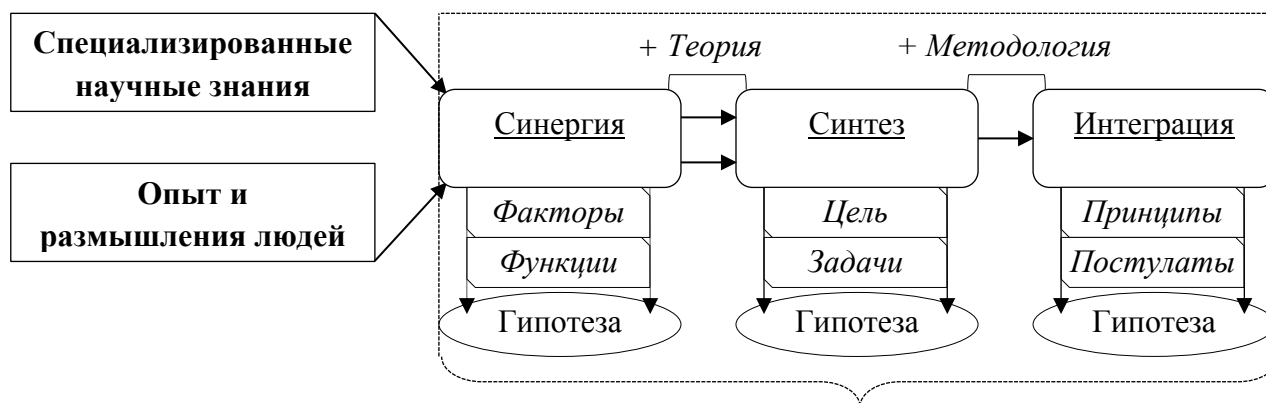 Специализированные
научные знания
Опыт и
размышления людей
+ Теория
+ Методология
Синергия
Синтез
Интеграция
Факторы
Цель
Принципы
Функции
Задачи
Постулаты
Гипотеза
Гипотеза
Гипотеза